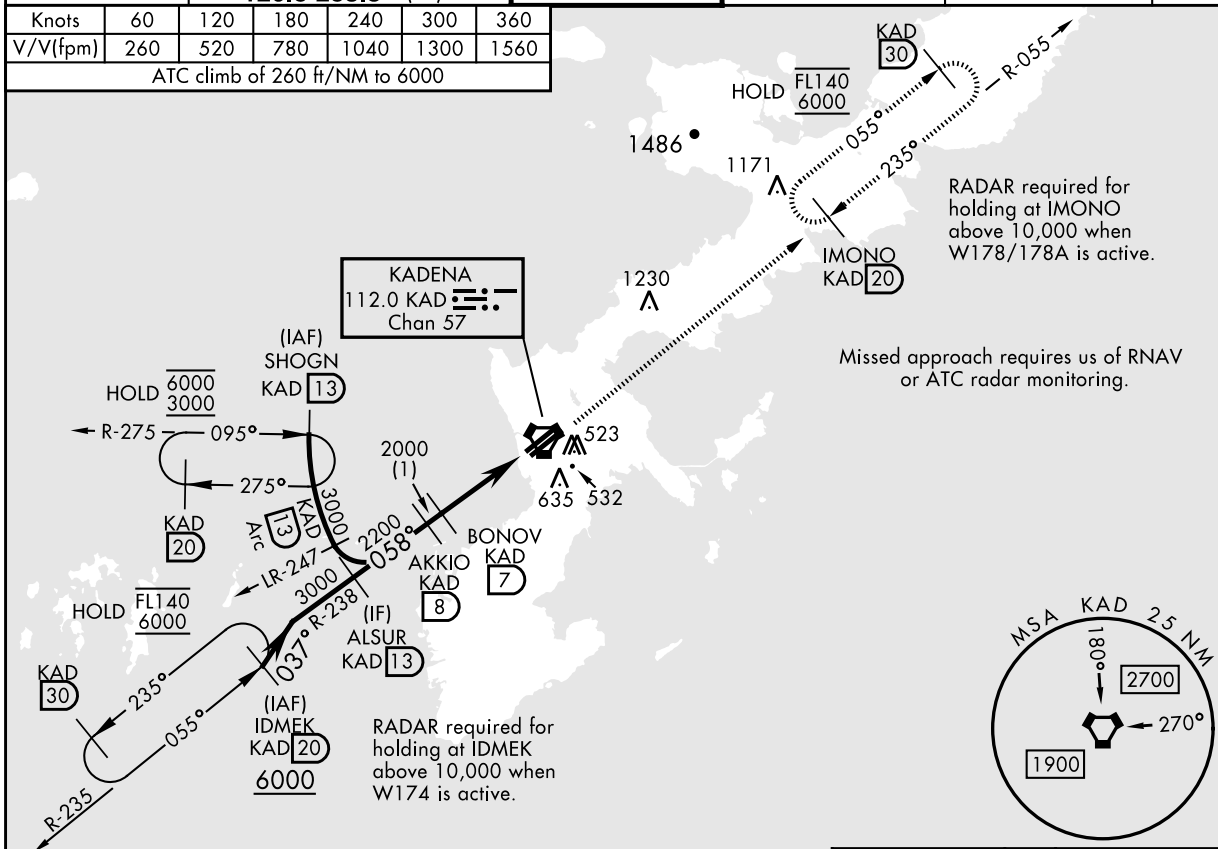 Knots 60 120 180 240 300 360
V/V(fpm) 260 520 780 1040 1300 1560
ATC climb of 260 ft/NM to 6000
KAD
30
R-055
HOLD FL140
6000
055°
235°
1486
1171
RADAR required for
holding at IMONO
above 10,000 when
W178/178A is active.
IMONO
KAD 20
1230
KADENA
112.0 KAD
Chan 57
Missed approach requires us of RNAV
or ATC radar monitoring.
(IAF)
SHOGN
KAD 13
HOLD 6000
3000
R-275 095°
275°
KAD
20
3000
KAD
13
Arc
LR-247
2000
(1)
523
635 532
2200
058°
BONOV
KAD
7
AKKIO
KAD
8
3000
R-238
037°
(IF)
ALSUR
KAD 13
HOLD FL140
6000
KAD
30
235°
055°
R-235
(IAF)
IDMEK
KAD 20
6000
RADAR required for
holding at IDMEK
above 10,000 when
W174 is active.
MSA KAD 25 NM
180°
2700
270°
1900